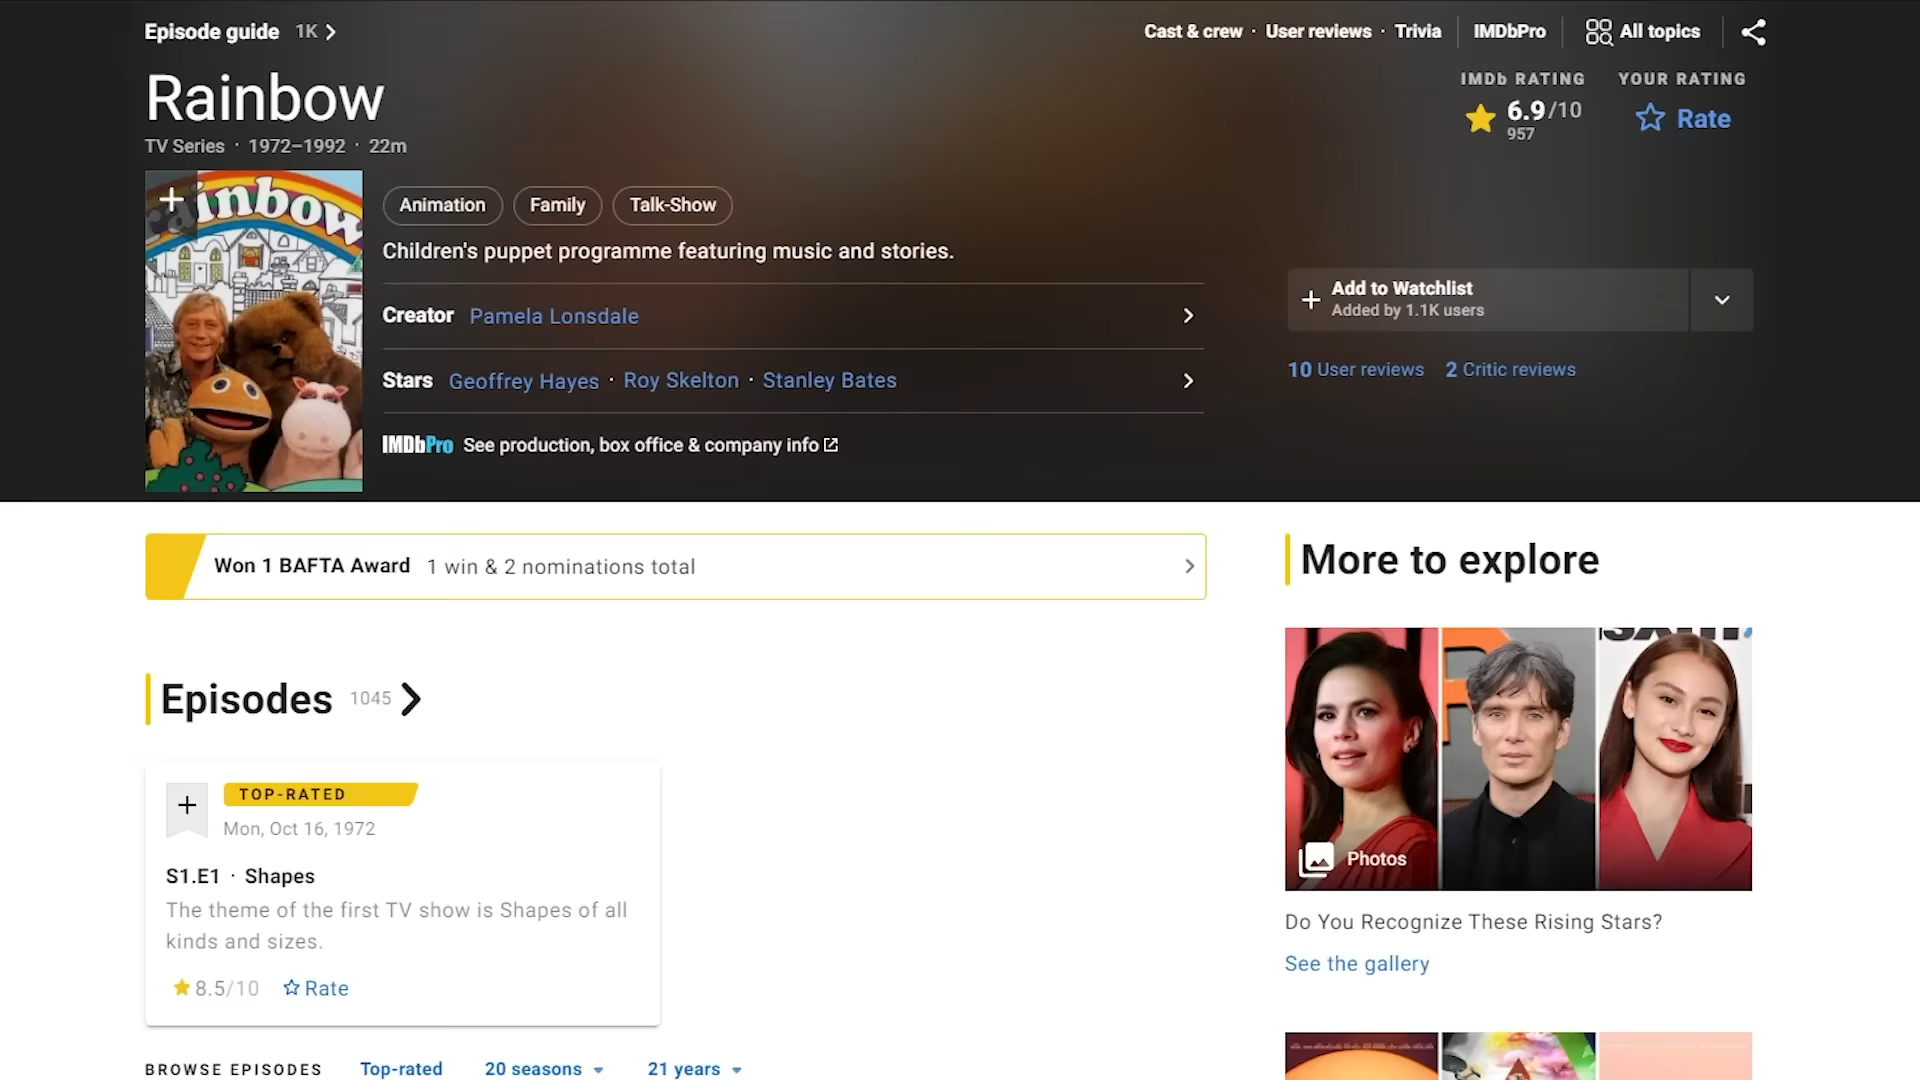 Episode guide 1K
Cast & crew · User reviews · Trivia IMDbPro All topics
Rainbow
TV Series · 1972–1992 · 22m
IMDb RATING
6.9/10
957
YOUR RATING
Rate
rainbow
Animation Family Talk-Show
Children's puppet programme featuring music and stories.
Creator Pamela Lonsdale
Stars Geoffrey Hayes · Roy Skelton · Stanley Bates
IMDbPro See production, box office & company info
Add to Watchlist
Added by 1.1K users
10 User reviews 2 Critic reviews
Won 1 BAFTA Award 1 win & 2 nominations total
Episodes 1045
TOP-RATED
Mon, Oct 16, 1972
S1.E1 · Shapes
The theme of the first TV show is Shapes of all
kinds and sizes.
8.5/10 Rate
BROWSE EPISODES Top-rated 20 seasons 21 years
More to explore
Photos
Do You Recognize These Rising Stars?
See the gallery